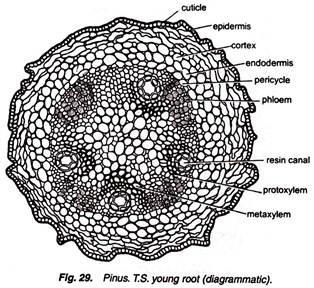 cuticle
epidermis
cortex
endodermis
pericycle
phloem
resin canal
protoxylem
metaxylem
Fig. 29. Pinus. T.S. young root (diagrammatic).